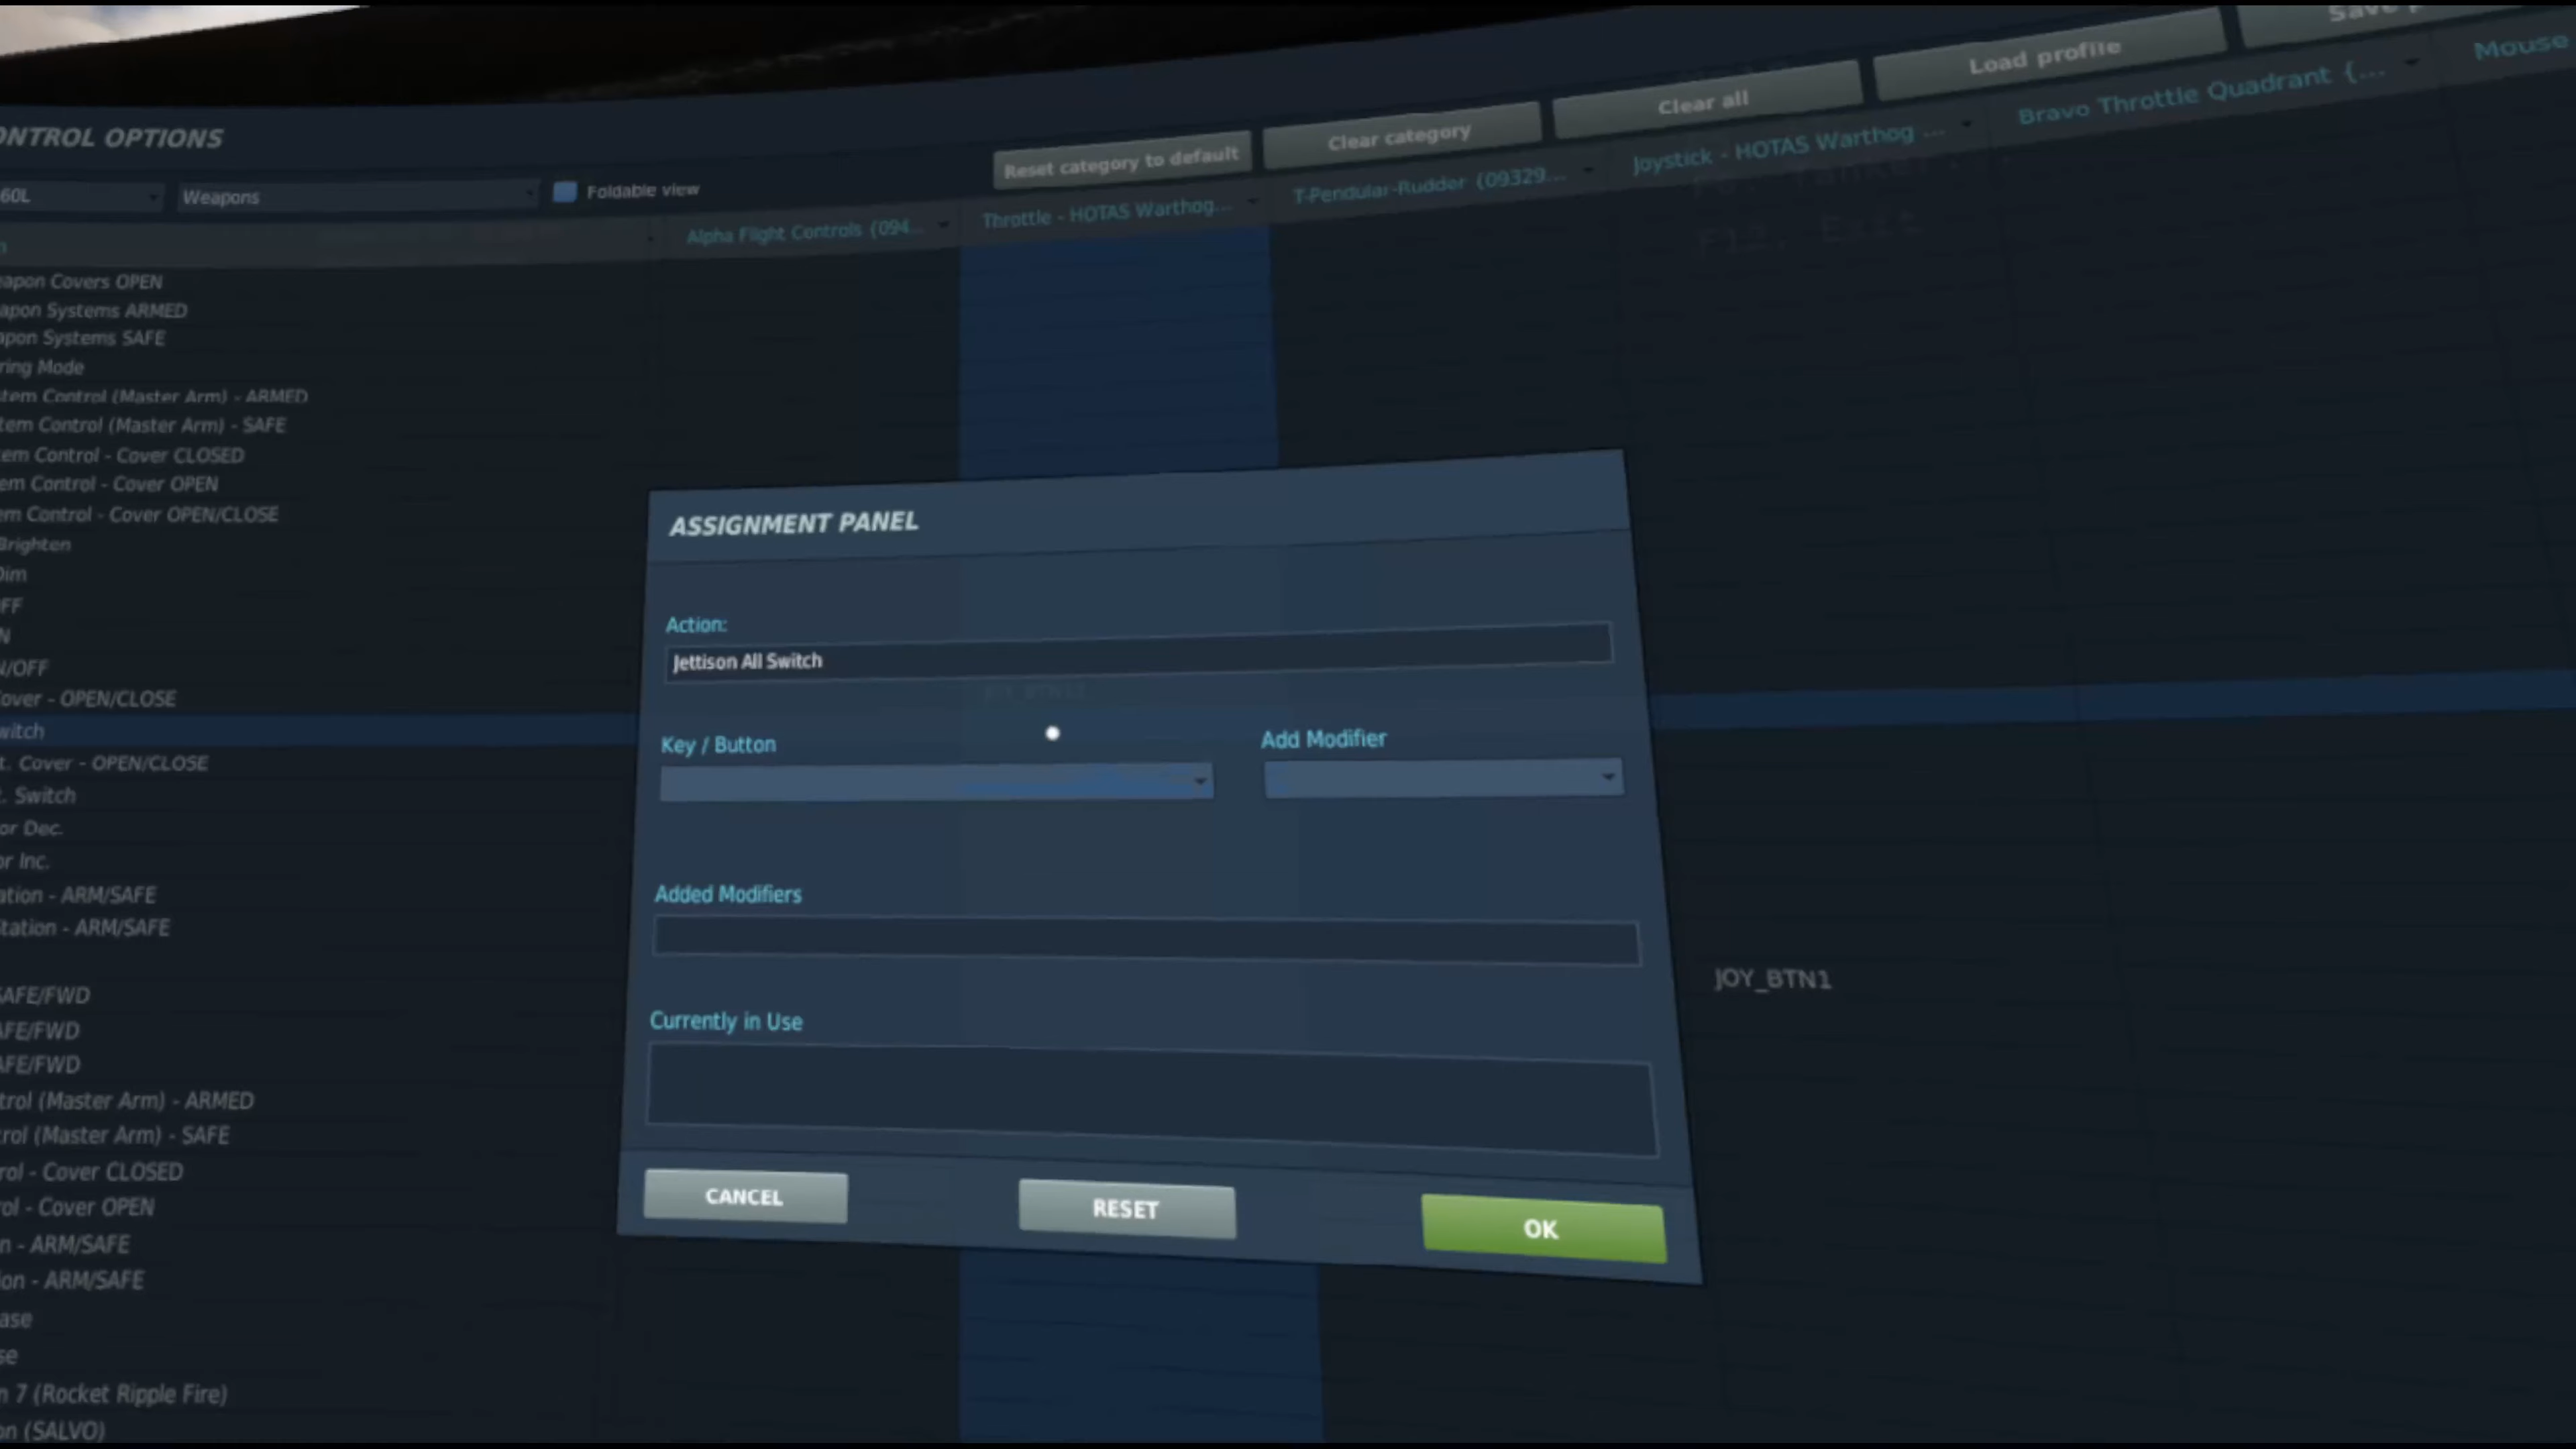 ONTROL OPTIONS
60L
Weapons
Foldable view
Reset category to default
Clear category
Clear all
Load profile
Save p
Alpha Flight Controls (094...
Throttle - HOTAS Warthog...
T-Pendular-Rudder (09329...
Joystick - HOTAS Warthog ...
Bravo Throttle Quadrant {...
Mouse
F12. Exit
eapon Covers OPEN
apon Systems ARMED
apon Systems SAFE
ring Mode
stem Control (Master Arm) - ARMED
tem Control (Master Arm) - SAFE
tem Control - Cover CLOSED
em Control - Cover OPEN
em Control - Cover OPEN/CLOSE
Brighten
Dim
FF
N
N/OFF
over - OPEN/CLOSE
witch
t. Cover - OPEN/CLOSE
t. Switch
or Dec.
or Inc.
ation - ARM/SAFE
tation - ARM/SAFE
SAFE/FWD
AFE/FWD
AFE/FWD
trol (Master Arm) - ARMED
rol (Master Arm) - SAFE
rol - Cover CLOSED
ol - Cover OPEN
n - ARM/SAFE
on - ARM/SAFE
ase
se
n 7 (Rocket Ripple Fire)
on (SALVO)
ASSIGNMENT PANEL
Action:
Jettison All Switch
Key / Button
Add Modifier
Added Modifiers
Currently in Use
CANCEL
RESET
OK
JOY_BTN1